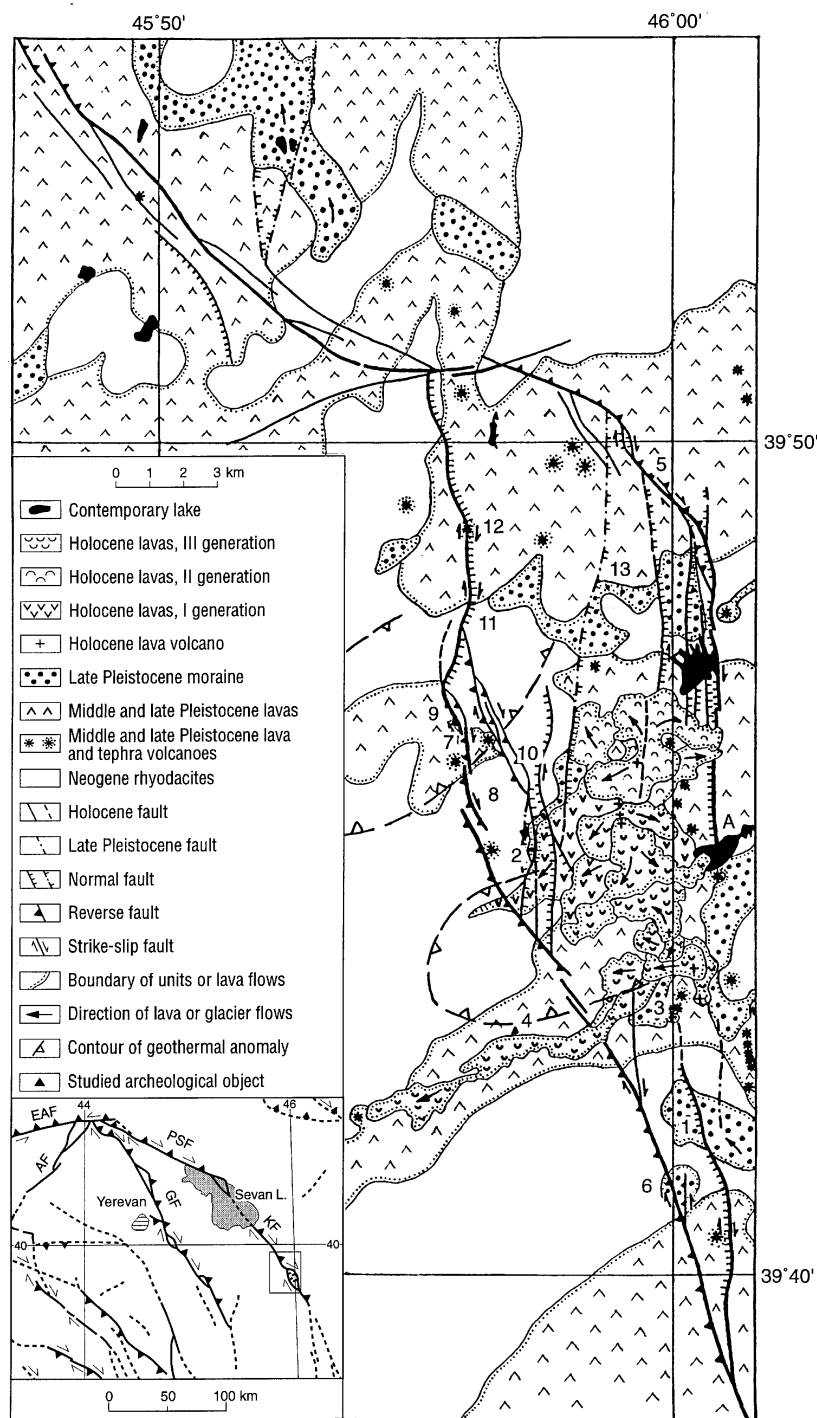 45°50'
46°00'
39°50'
5
12
13
11
9
7
10
8
2
A
3
4
1
6
39°40'
0 1 2 3 km
Contemporary lake
Holocene lavas, III generation
Holocene lavas, II generation
Holocene lavas, I generation
Holocene lava volcano
Late Pleistocene moraine
Middle and late Pleistocene lavas
Middle and late Pleistocene lava
and tephra volcanoes
Neogene rhyodacites
Holocene fault
Late Pleistocene fault
Normal fault
Reverse fault
Strike-slip fault
Boundary of units or lava flows
Direction of lava or glacier flows
Contour of geothermal anomaly
Studied archeological object
44
46
EAF
PSF
AF
GF
Sevan L.
Yerevan
KF
40
40
0 50 100 km